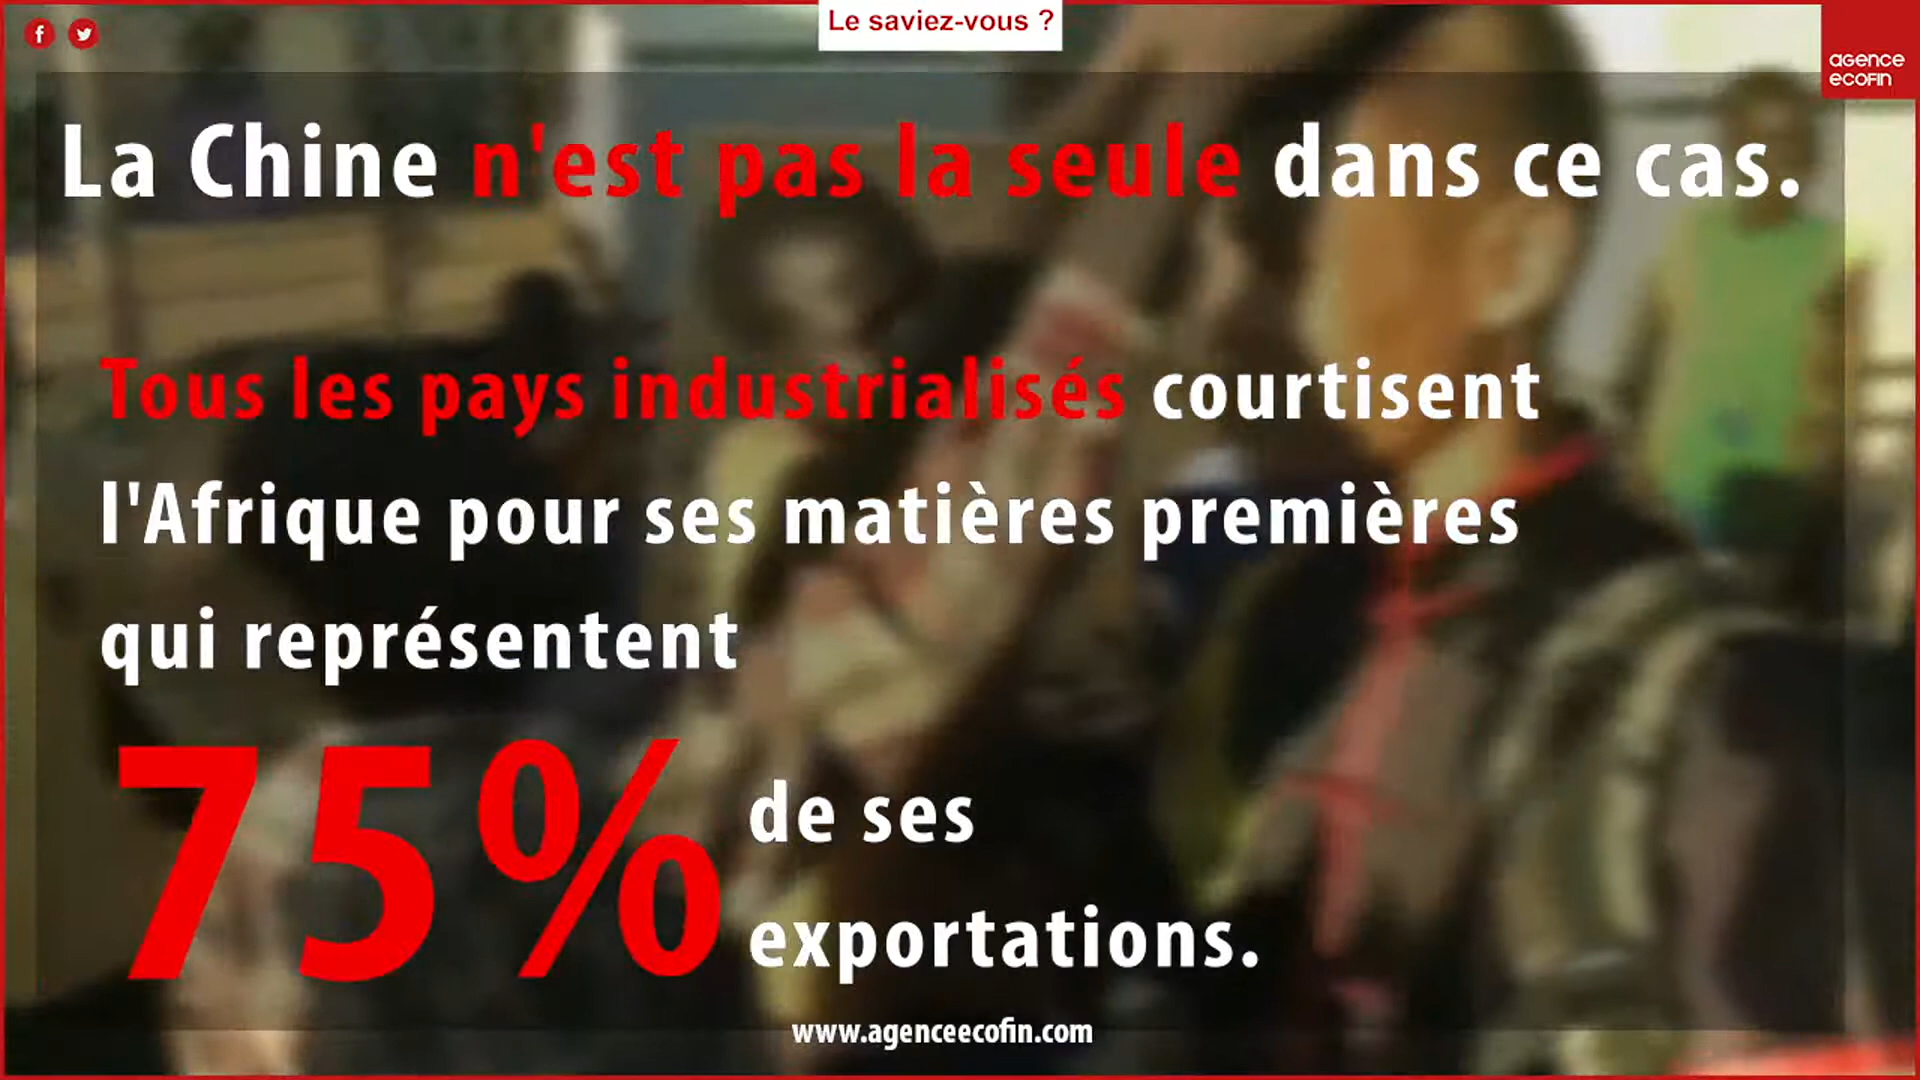 Le saviez-vous ?
agence
ecofin
La Chine n'est pas la seule dans ce cas.
Tous les pays industrialisés courtisent
l'Afrique pour ses matières premières
qui représentent
75% de ses
exportations.
www.agenceecofin.com